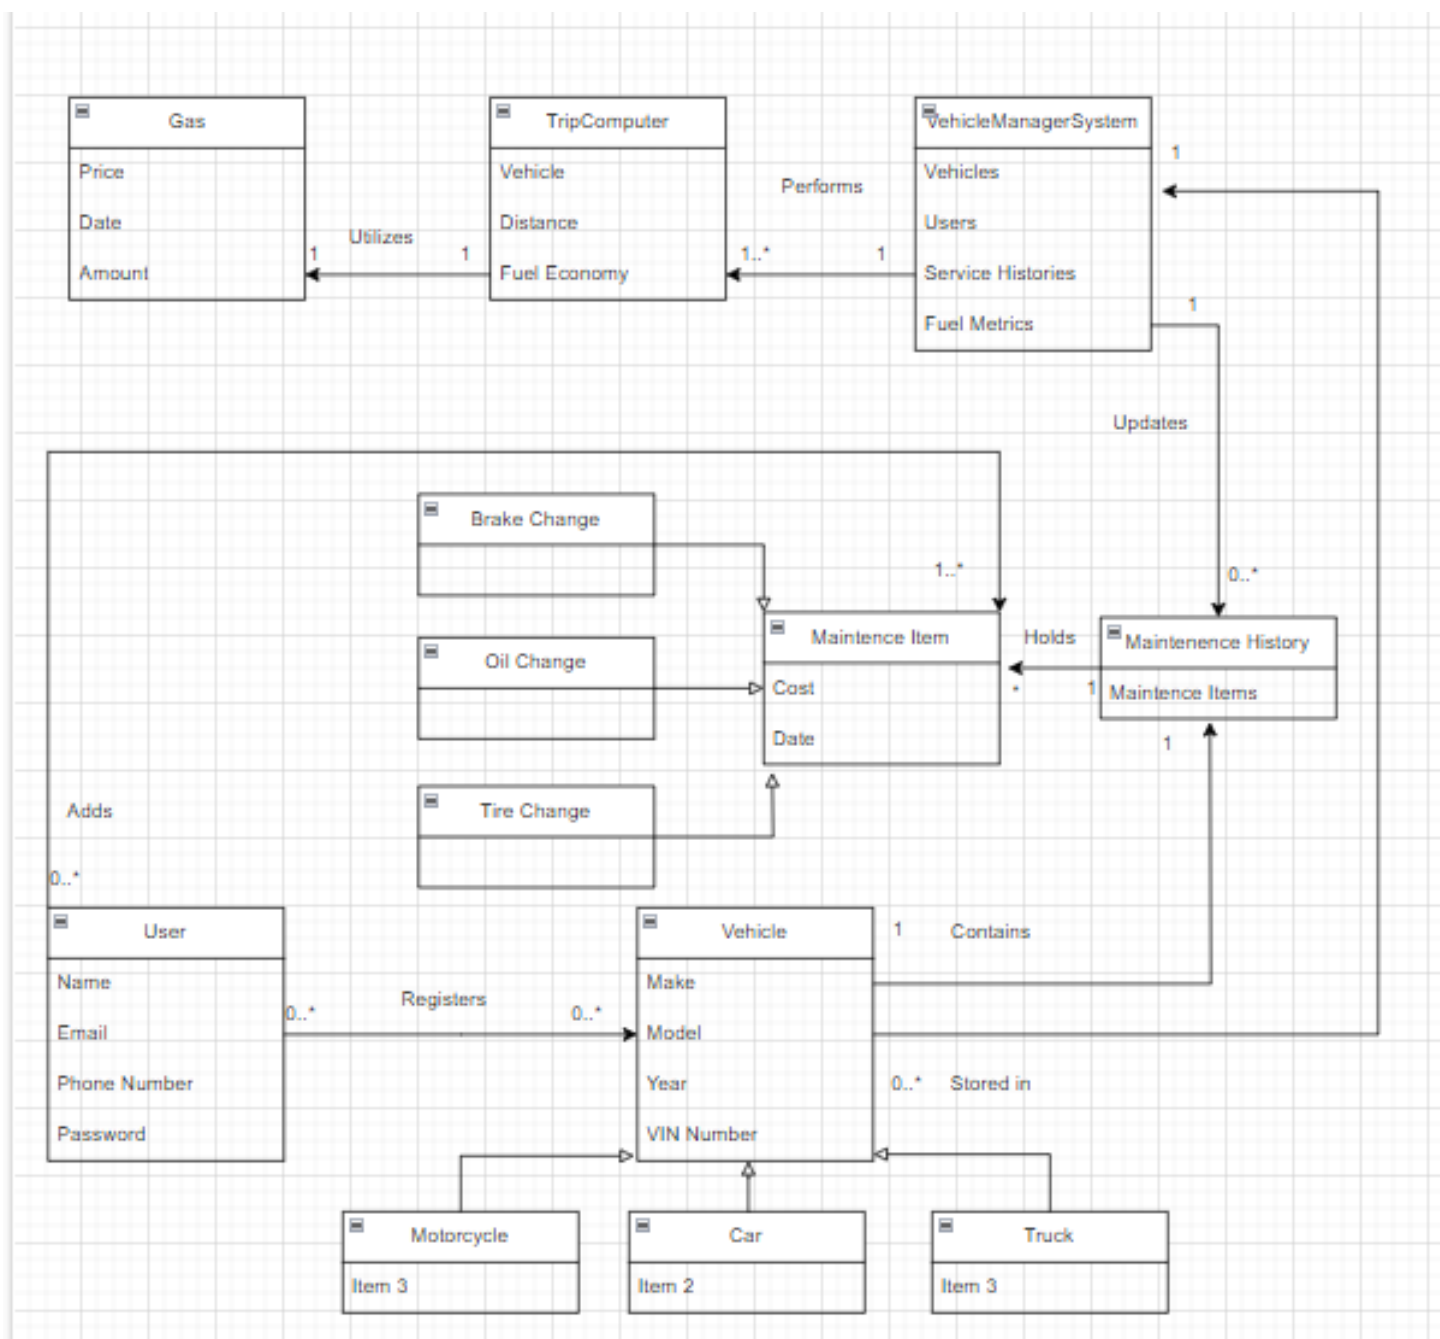 Gas
Price
Date
Amount
1
Utilizes
1
TripComputer
Vehicle
Distance
Fuel Economy
1..*
Performs
1
VehicleManagerSystem
Vehicles
Users
Service Histories
Fuel Metrics
1
1
Updates
0..*
Brake Change
Oil Change
Tire Change
1..*
Maintence Item
Cost
Date
Holds
*
1
Maintenence History
Maintence Items
1
Adds
0..*
User
Name
Email
Phone Number
Password
0..*
Registers
0..*
Vehicle
Make
Model
Year
VIN Number
1
Contains
0..*
Stored in
Motorcycle
Item 3
Car
Item 2
Truck
Item 3